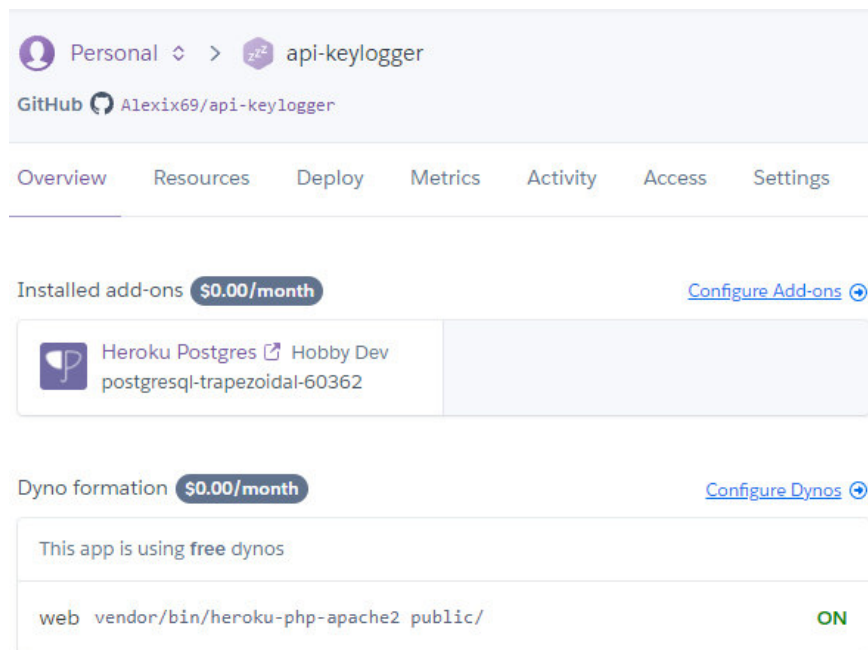 Personal > zzz api-keylogger
GitHub Alexix69/api-keylogger
Overview Resources Deploy Metrics Activity Access Settings
Installed add-ons $0.00/month Configure Add-ons
Heroku Postgres Hobby Dev
postgresql-trapezoidal-60362
Dyno formation $0.00/month Configure Dynos
This app is using free dynos
web vendor/bin/heroku-php-apache2 public/ ON